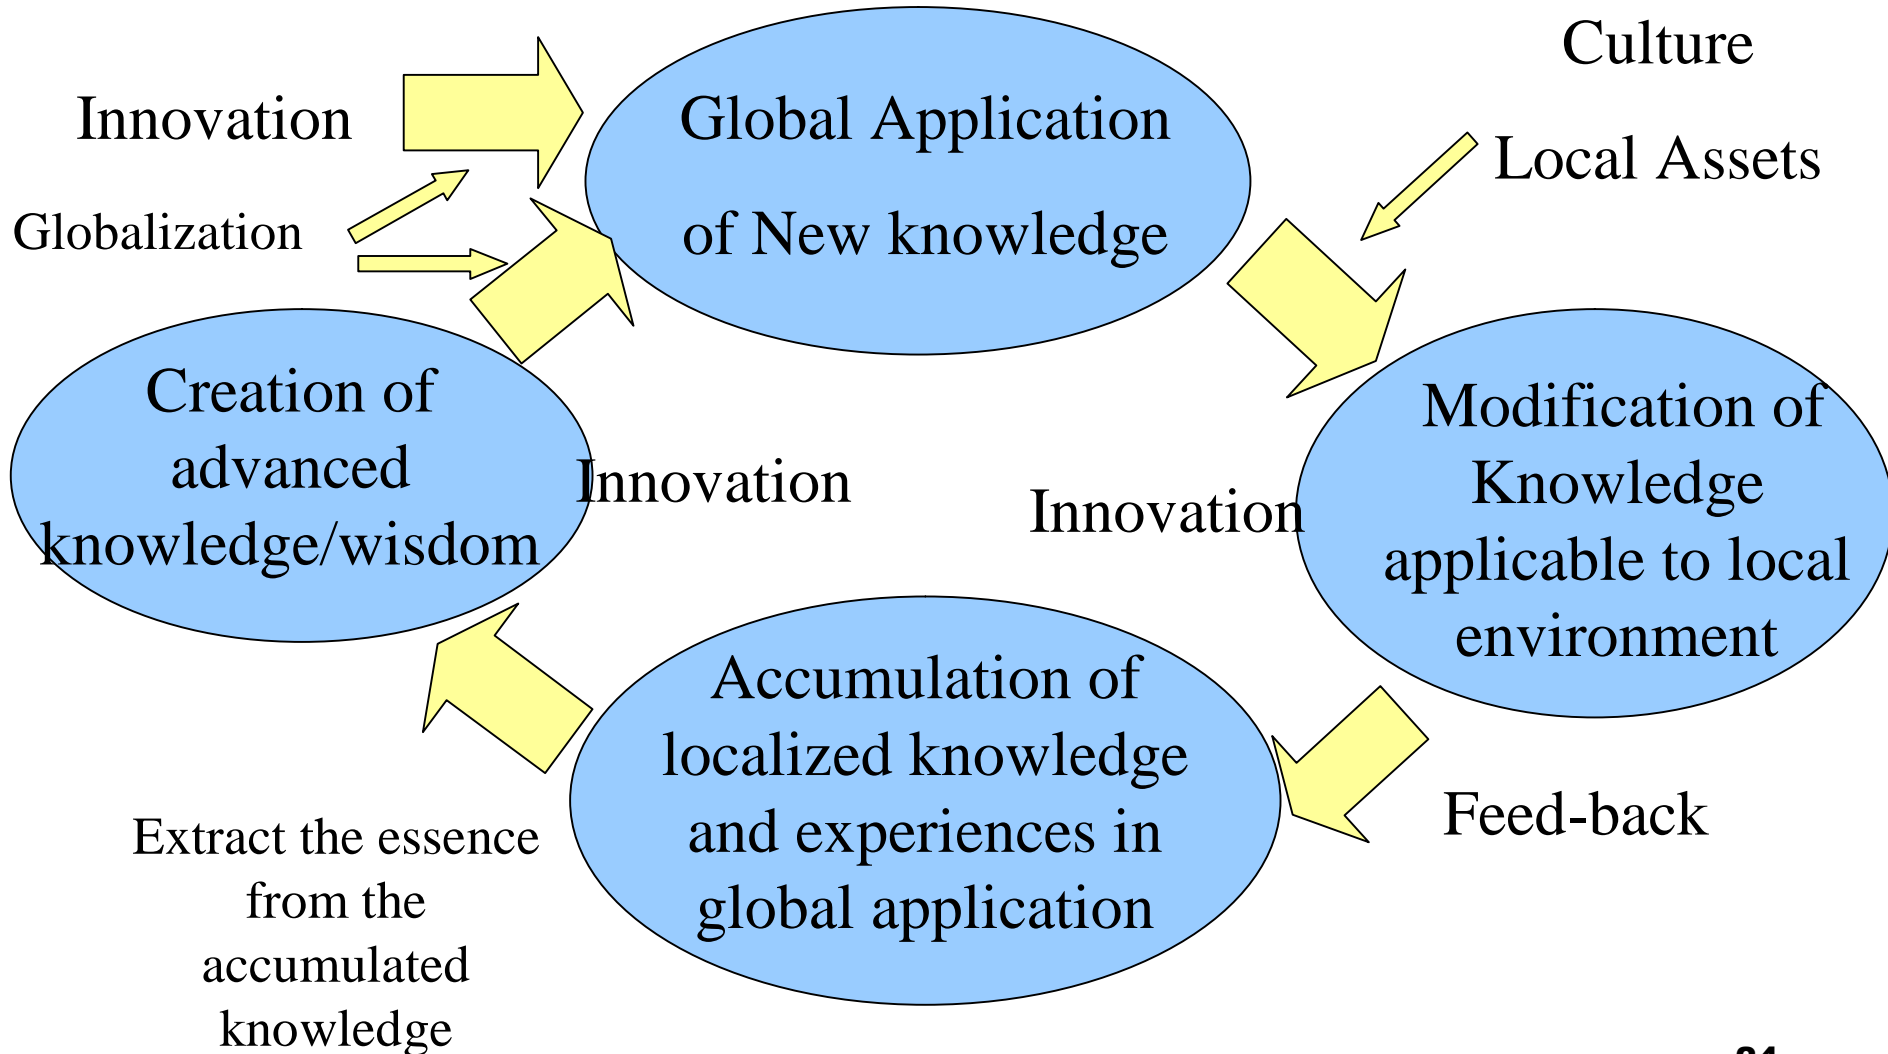 Innovation
Globalization
Global Application
of New knowledge
Culture
Local Assets
Creation of
advanced
knowledge/wisdom
Innovation
Innovation
Modification of
Knowledge
applicable to local
environment
Accumulation of
localized knowledge
and experiences in
global application
Feed-back
Extract the essence
from the
accumulated
knowledge